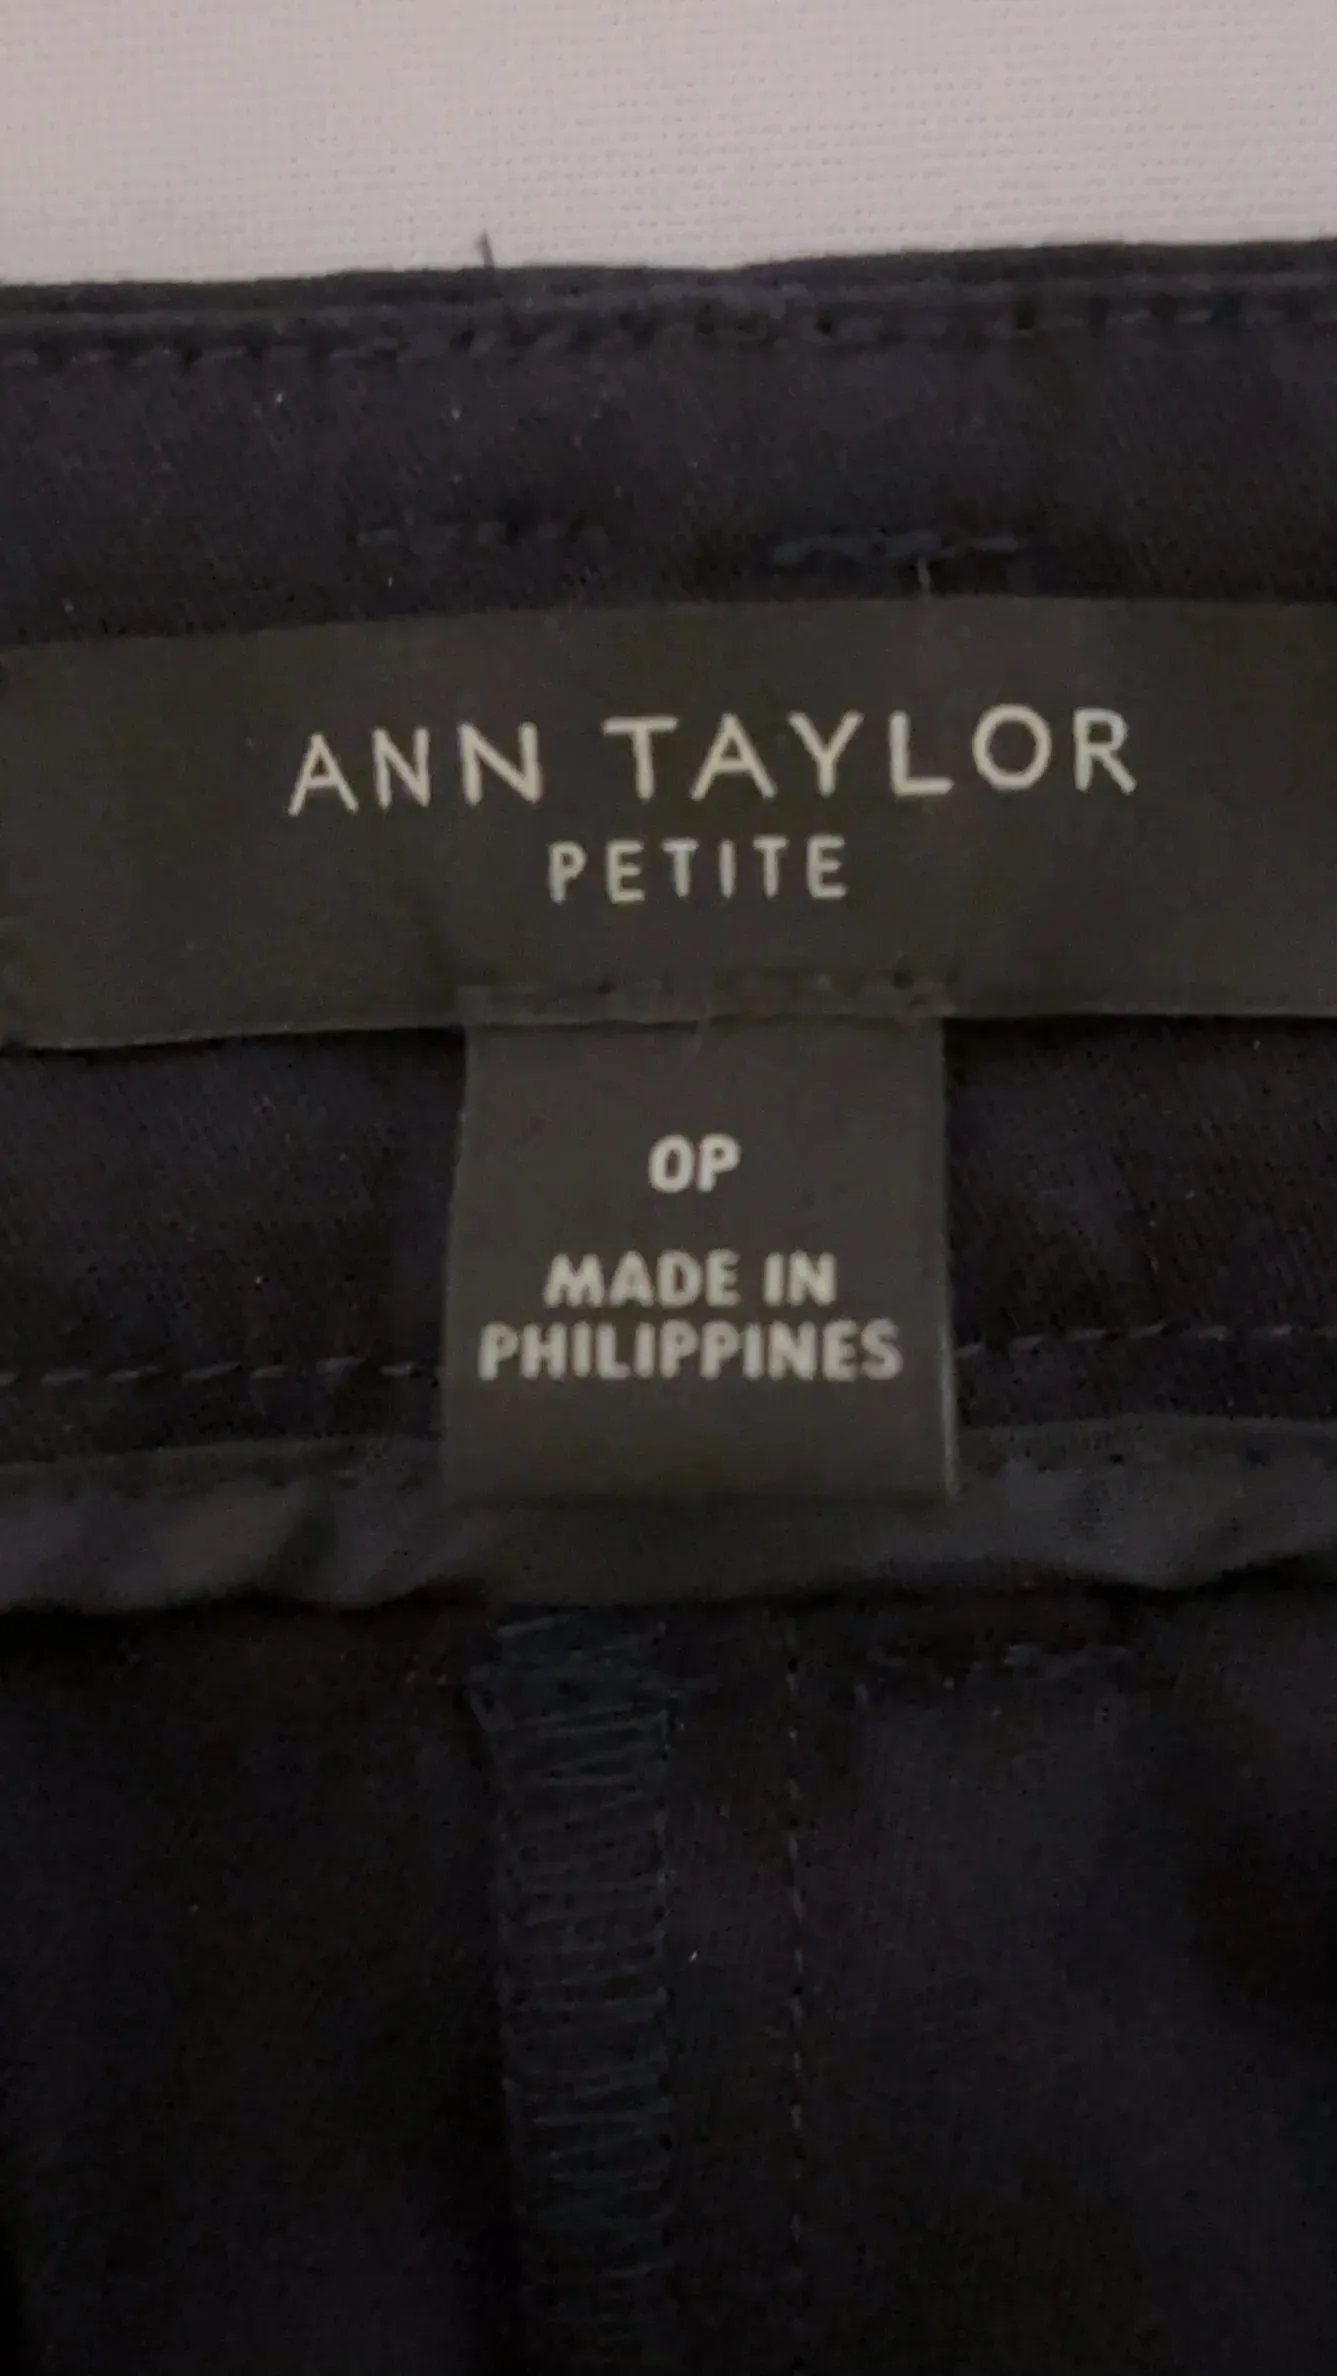 ANN TAYLOR
PETITE
0P
MADE IN
PHILIPPINES